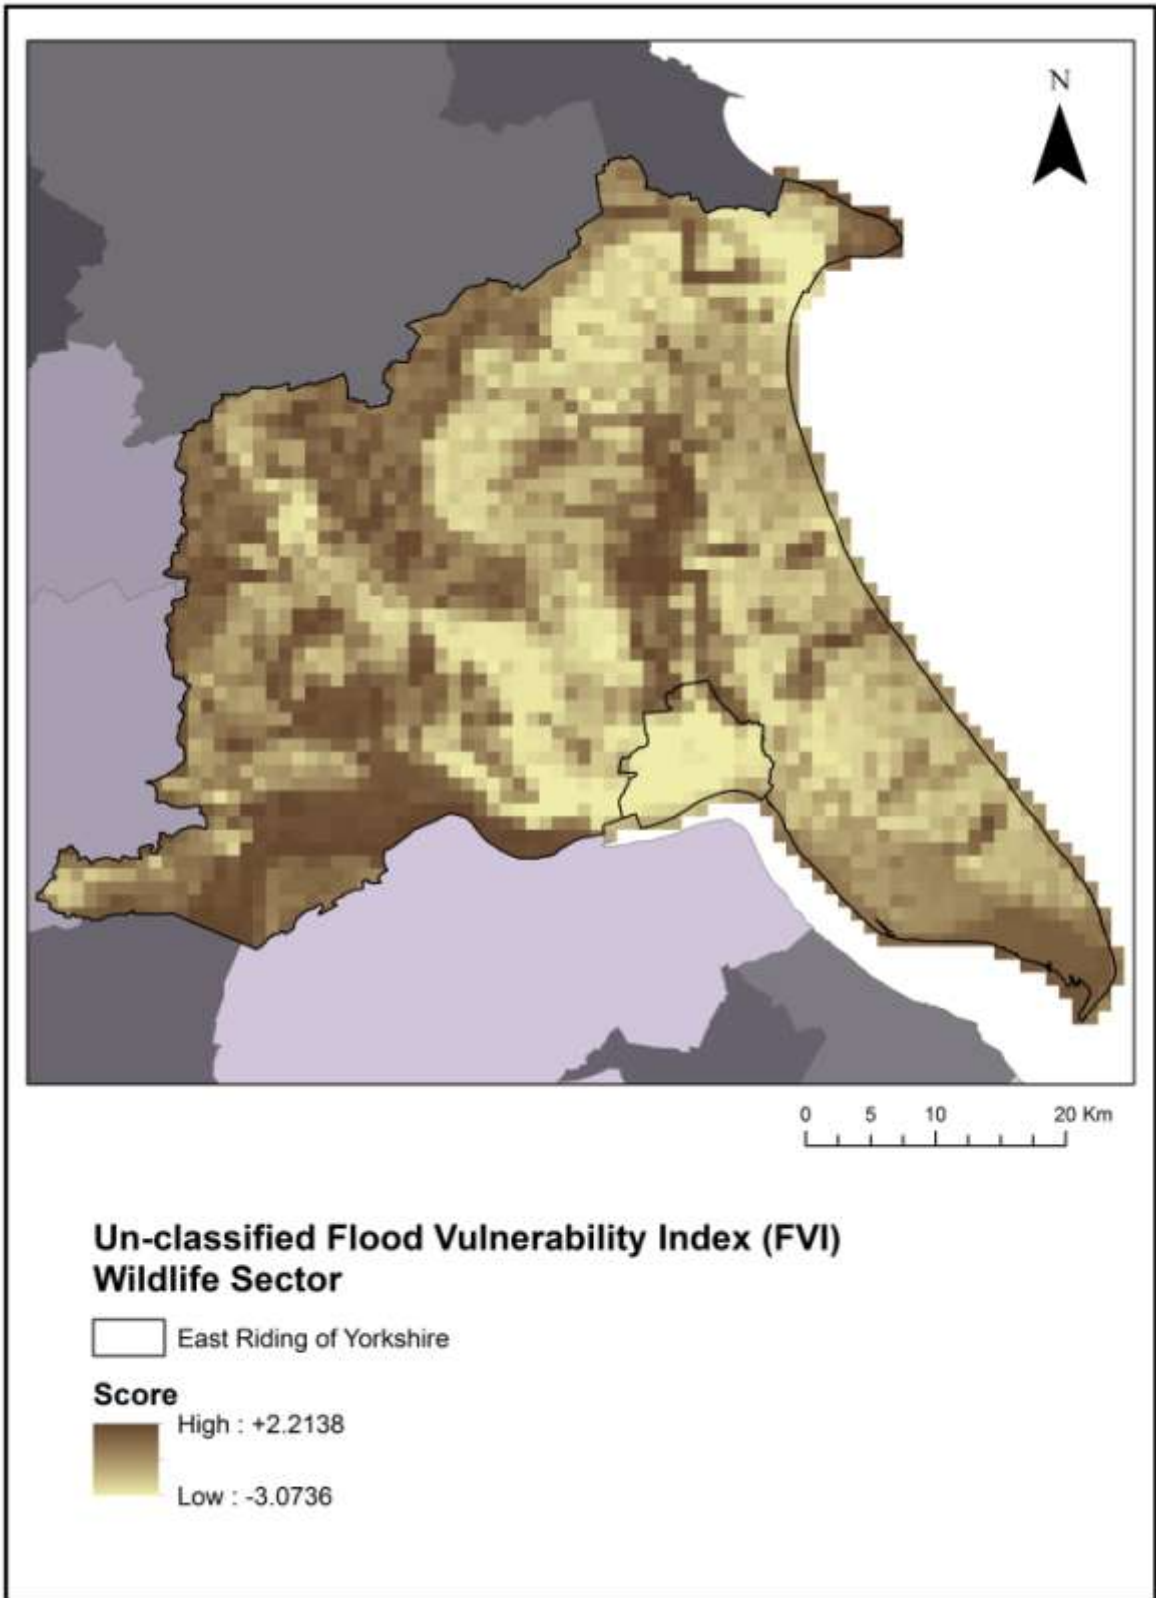 N
0 5 10 20 Km
Un-classified Flood Vulnerability Index (FVI)
Wildlife Sector
East Riding of Yorkshire
Score
High : +2.2138
Low : -3.0736